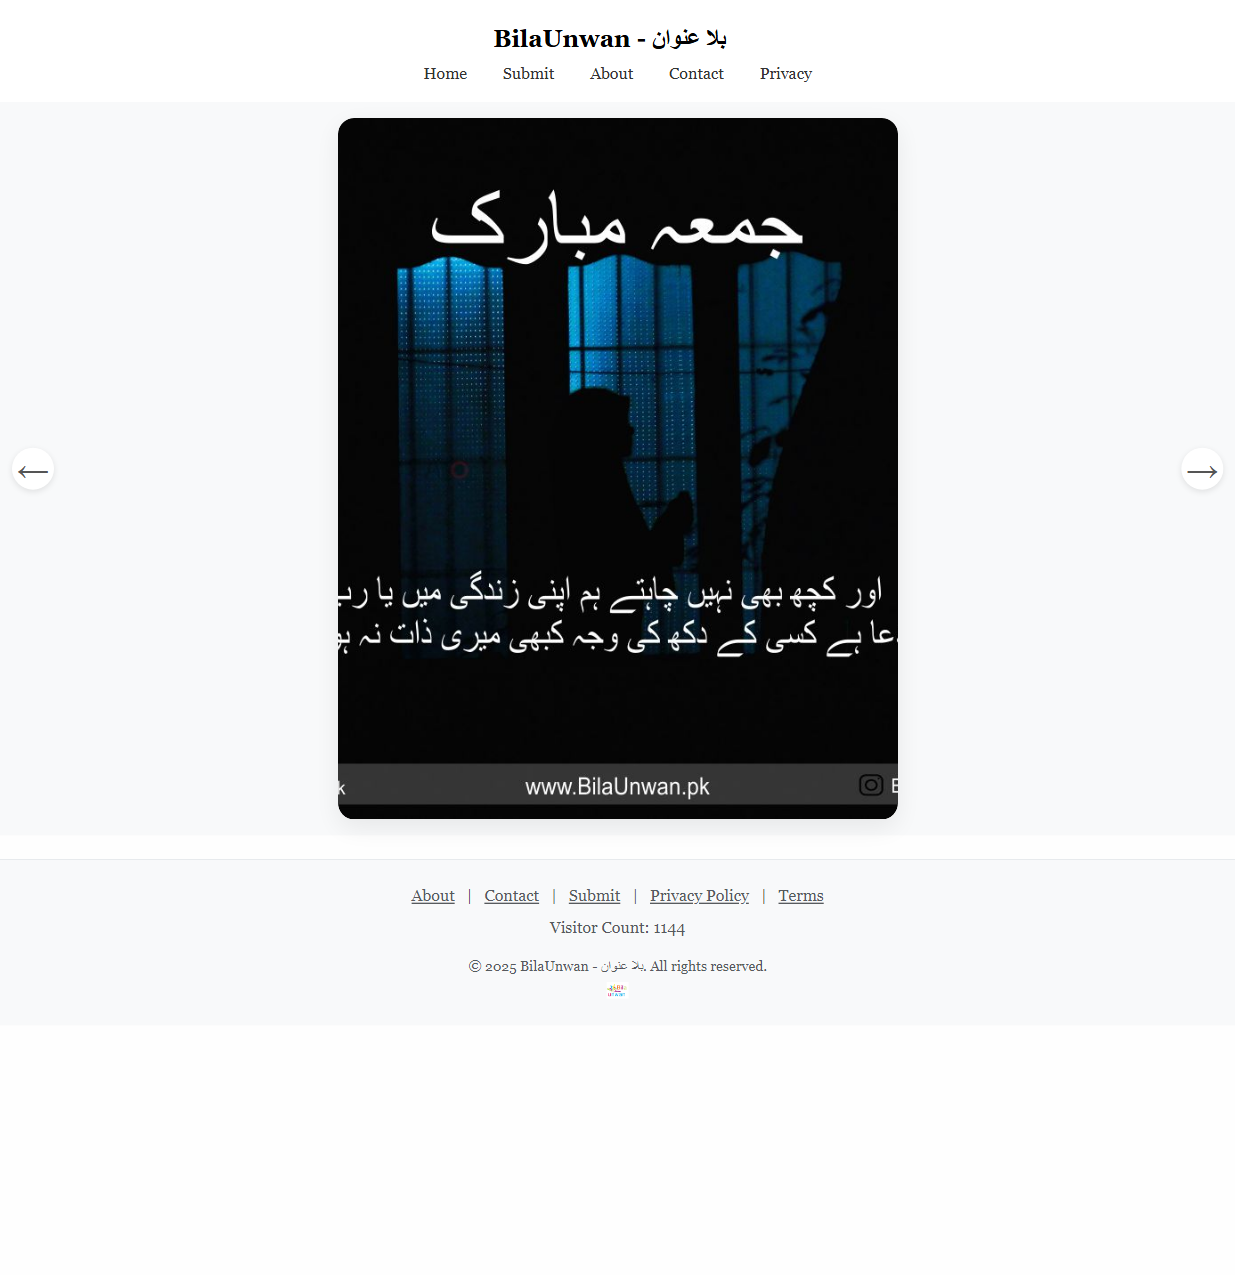 BilaUnwan - بلا عنوان
Home Submit About Contact Privacy
جمعہ مبارک
اور کچھ بھی نہیں چاہتے ہم اپنی زندگی میں یا رب
ہے کسی کے دکھ کی وجہ کبھی میری ذات نہ ہو
www.BilaUnwan.pk
About | Contact | Submit | Privacy Policy | Terms
Visitor Count: 1144
© 2025 BilaUnwan - بلا عنوان. All rights reserved.